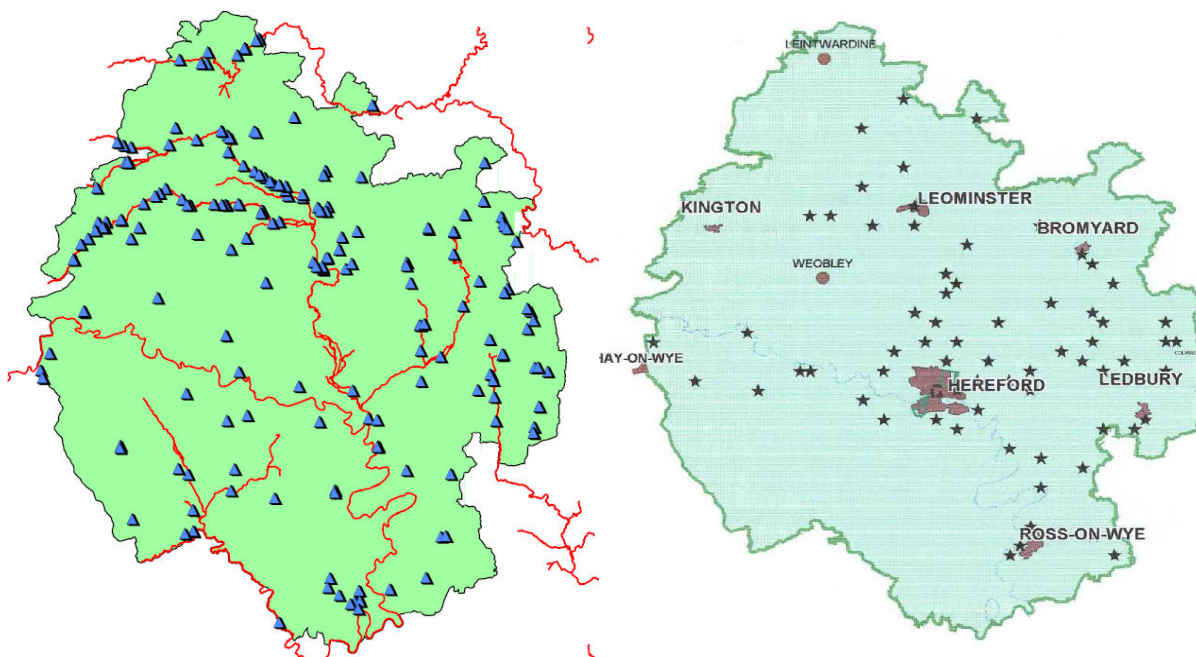 LEINTWARDINE
LEOMINSTER
KINGTON
BROMYARD
WEOBLEY
HAY-ON-WYE
HEREFORD
LEDBURY
ROSS-ON-WYE